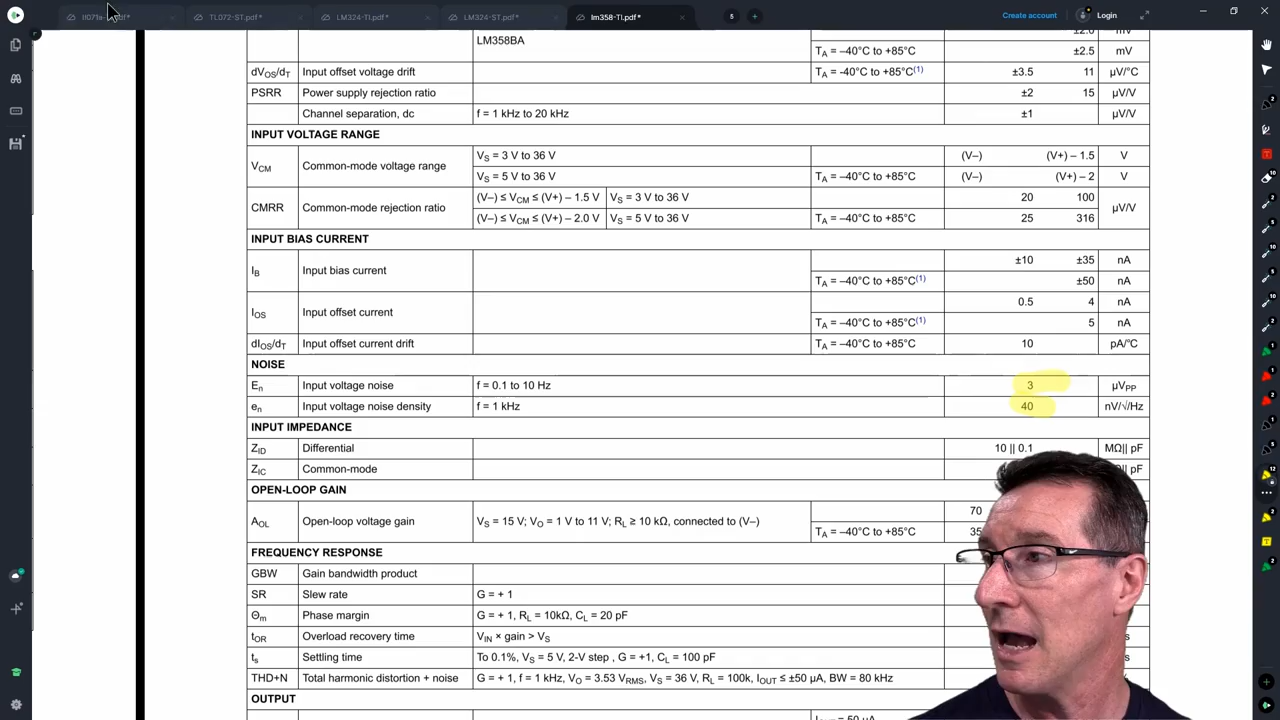 tl071a-TI.pdf* TL072-ST.pdf* LM324-TI.pdf* LM324-ST.pdf* lm358-TI.pdf* 5 Create account Login
LM358BA
±2.0 mV
TA = –40°C to +85°C ±2.5 mV
dVOS/dT Input offset voltage drift TA = -40°C to +85°C(1) ±3.5 11 µV/°C
PSRR Power supply rejection ratio ±2 15 µV/V
Channel separation, dc f = 1 kHz to 20 kHz ±1 µV/V
INPUT VOLTAGE RANGE
VCM Common-mode voltage range VS = 3 V to 36 V (V–) (V+) – 1.5 V
VS = 5 V to 36 V TA = –40°C to +85°C (V–) (V+) – 2 V
CMRR Common-mode rejection ratio (V–) ≤ VCM ≤ (V+) – 1.5 V VS = 3 V to 36 V 20 100 µV/V
(V–) ≤ VCM ≤ (V+) – 2.0 V VS = 5 V to 36 V TA = –40°C to +85°C 25 316
INPUT BIAS CURRENT
IB Input bias current ±10 ±35 nA
TA = –40°C to +85°C(1) ±50 nA
IOS Input offset current 0.5 4 nA
TA = –40°C to +85°C(1) 5 nA
dIOS/dT Input offset current drift TA = –40°C to +85°C 10 pA/°C
NOISE
En Input voltage noise f = 0.1 to 10 Hz 3 µVPP
en Input voltage noise density f = 1 kHz 40 nV/√/Hz
INPUT IMPEDANCE
ZID Differential 10 || 0.1 MΩ|| pF
ZIC Common-mode pF
OPEN-LOOP GAIN
AOL Open-loop voltage gain VS = 15 V; VO = 1 V to 11 V; RL ≥ 10 kΩ, connected to (V–) 70
TA = –40°C to +85°C 35
FREQUENCY RESPONSE
GBW Gain bandwidth product
SR Slew rate G = + 1
Θm Phase margin G = + 1, RL = 10kΩ, CL = 20 pF
tOR Overload recovery time VIN × gain > VS s
ts Settling time To 0.1%, VS = 5 V, 2-V step , G = +1, CL = 100 pF s
THD+N Total harmonic distortion + noise G = + 1, f = 1 kHz, VO = 3.53 VRMS, VS = 36 V, RL = 100k, IOUT ≤ ±50 µA, BW = 80 kHz
OUTPUT
IOUT = 50 µA